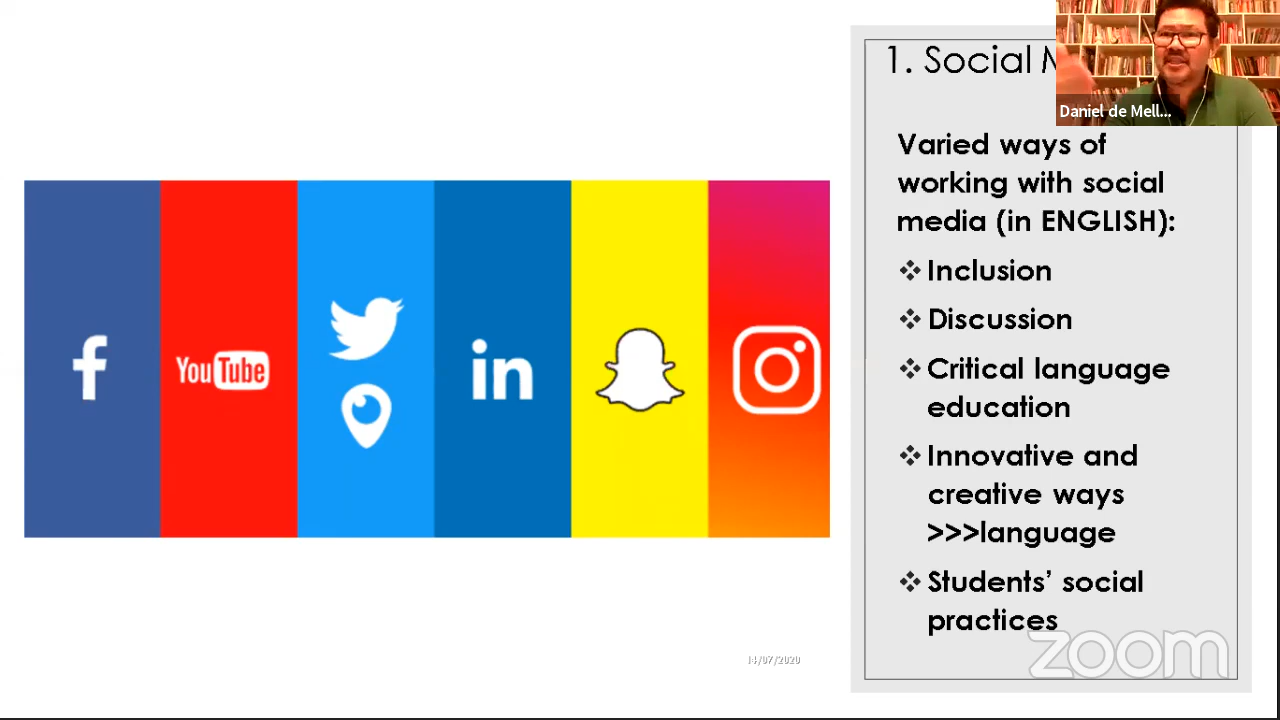 1. Social M
Daniel de Mell...
Varied ways of
working with social
media (in ENGLISH):
Inclusion
Discussion
Critical language
education
Innovative and
creative ways
>>>language
Students’ social
practices
f
YouTube
in
14/07/2020
zoom